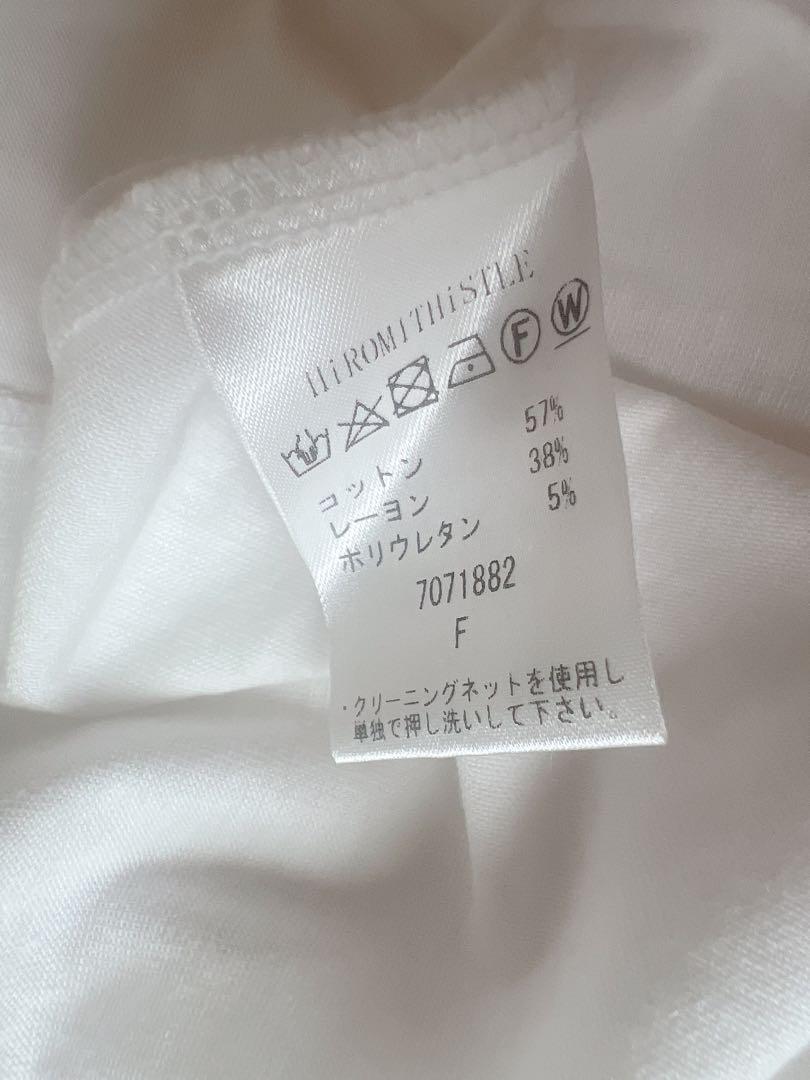 HiROMITHiSTLE
F W
コットン 57%
レーヨン 38%
ポリウレタン 5%
7071882
F
・クリーニングネットを使用し
単独で押し洗いして下さい。